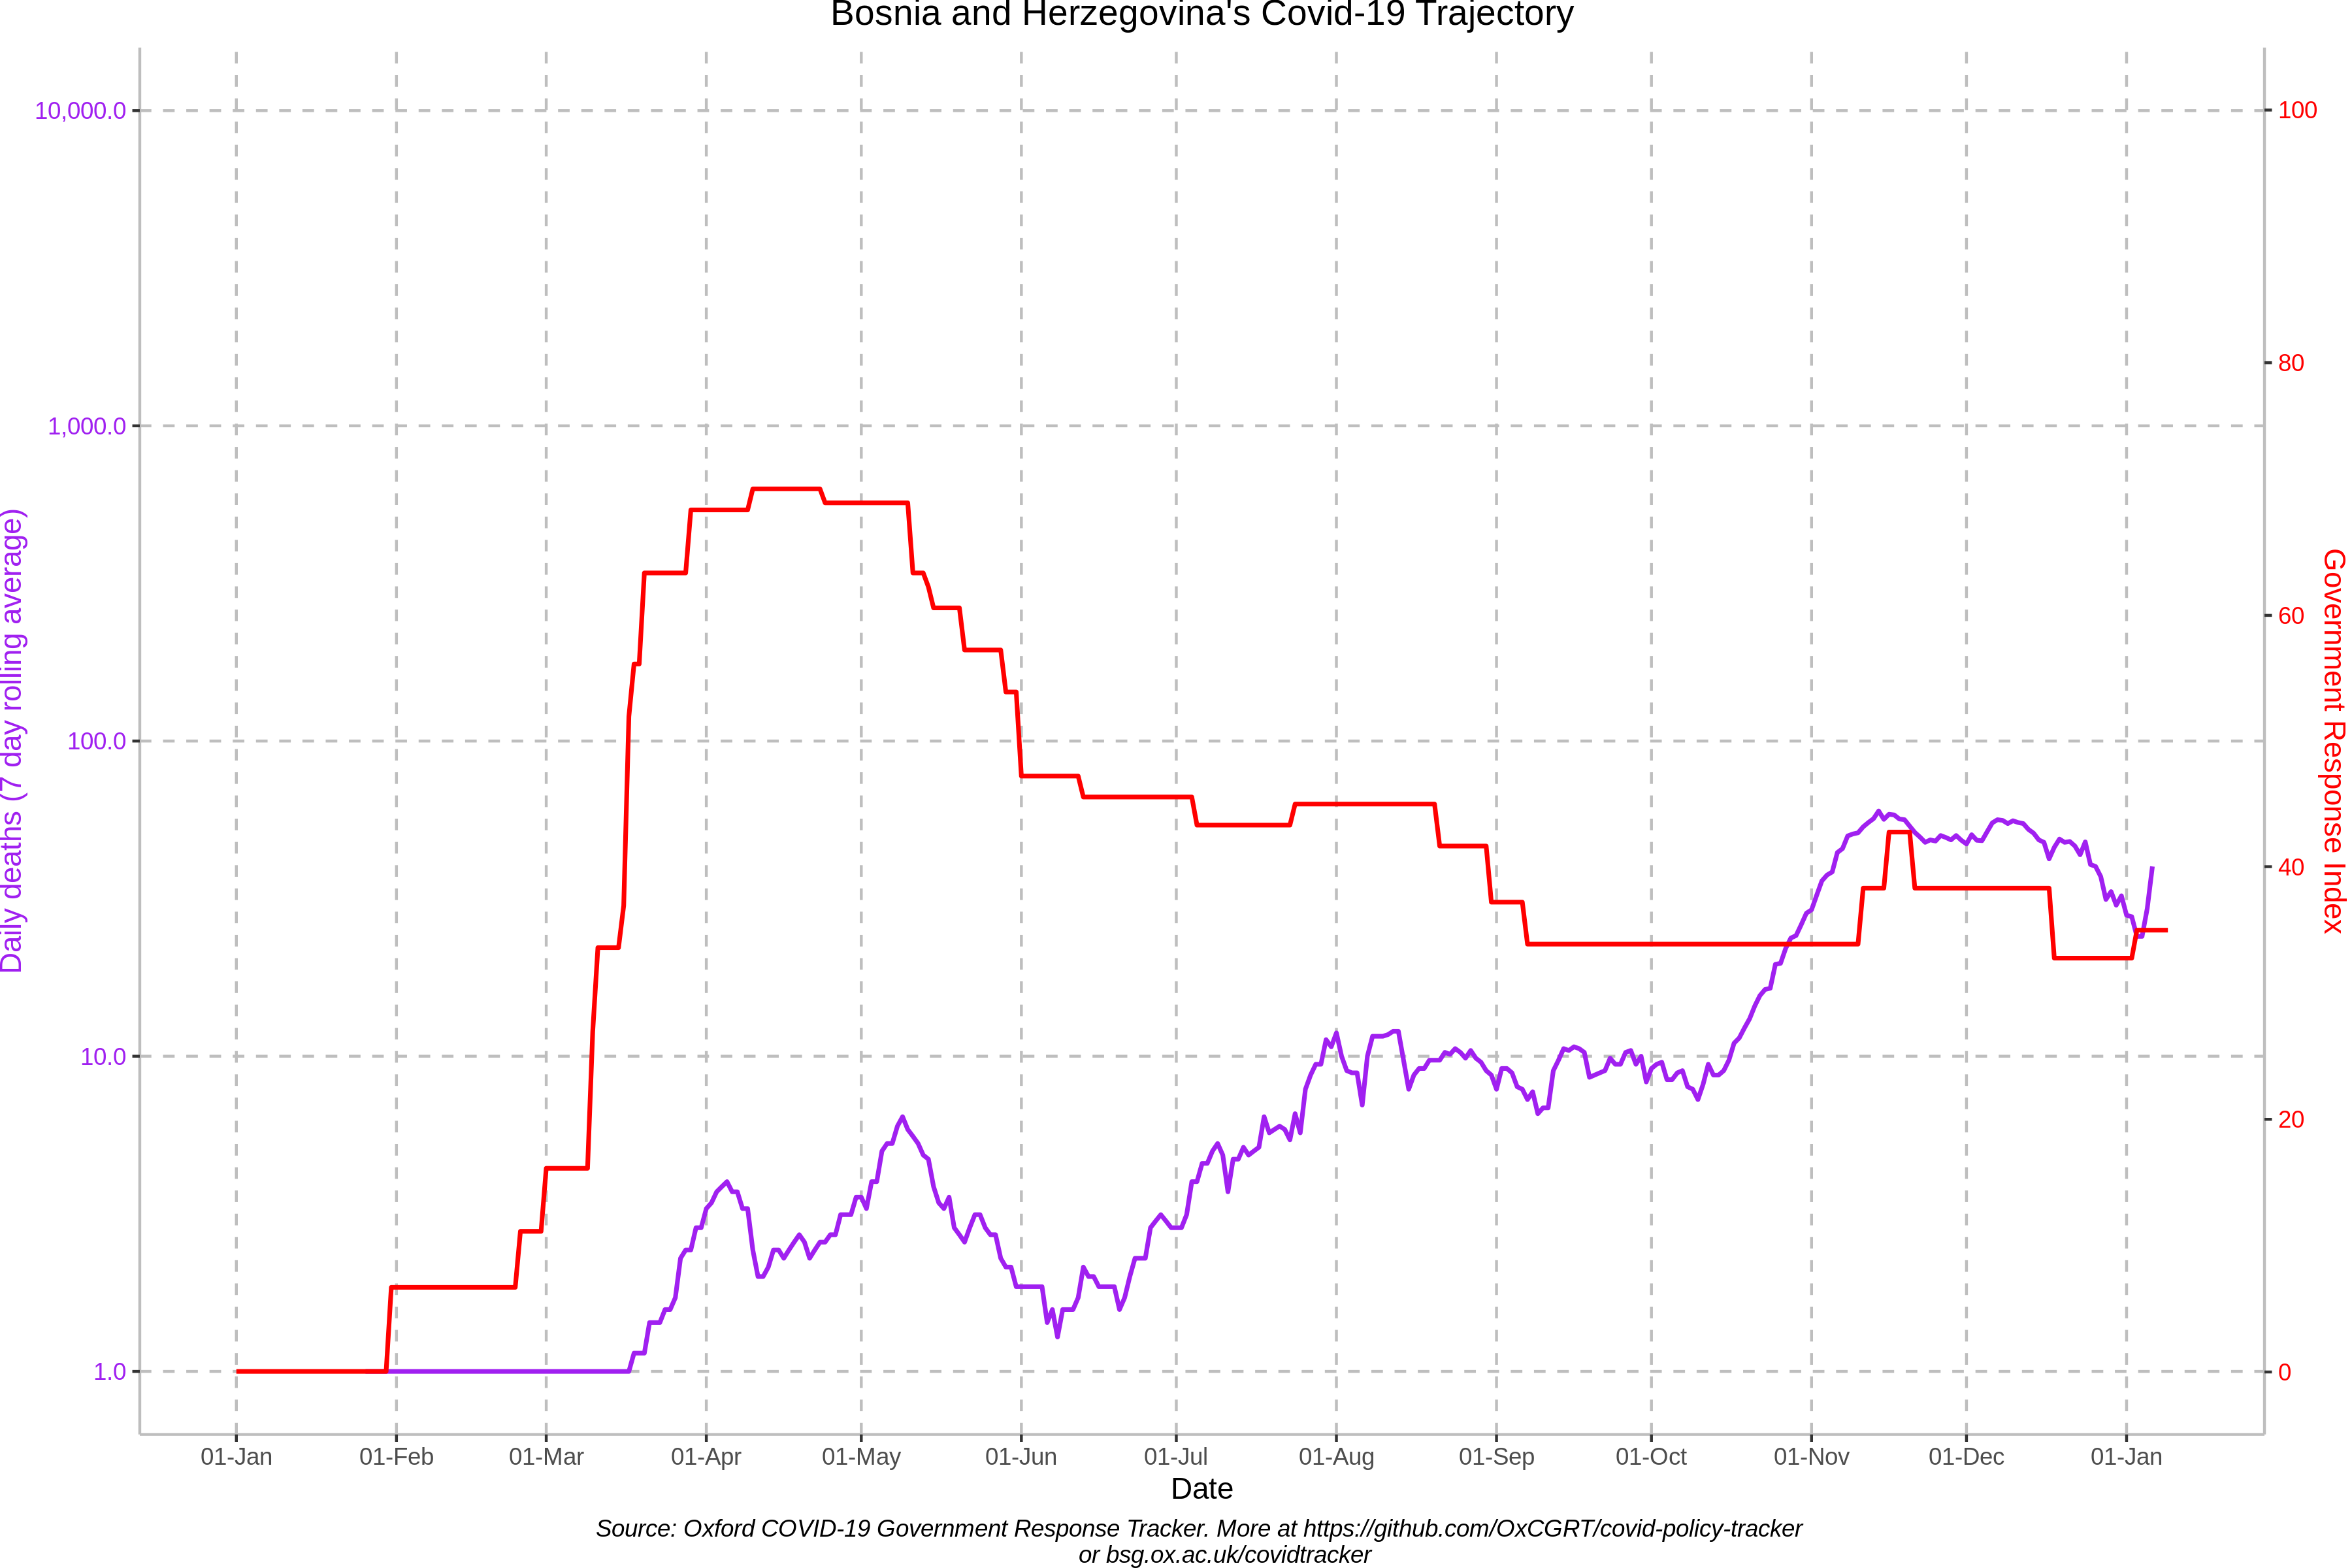 Bosnia and Herzegovina's Covid-19 Trajectory
Daily deaths (7 day rolling average)
10,000.0
1,000.0
100.0
10.0
1.0
100
80
60
40
20
0
Government Response Index
01-Jan
01-Feb
01-Mar
01-Apr
01-May
01-Jun
01-Jul
01-Aug
01-Sep
01-Oct
01-Nov
01-Dec
01-Jan
Date
Source: Oxford COVID-19 Government Response Tracker. More at https://github.com/OxCGRT/covid-policy-tracker
or bsg.ox.ac.uk/covidtracker